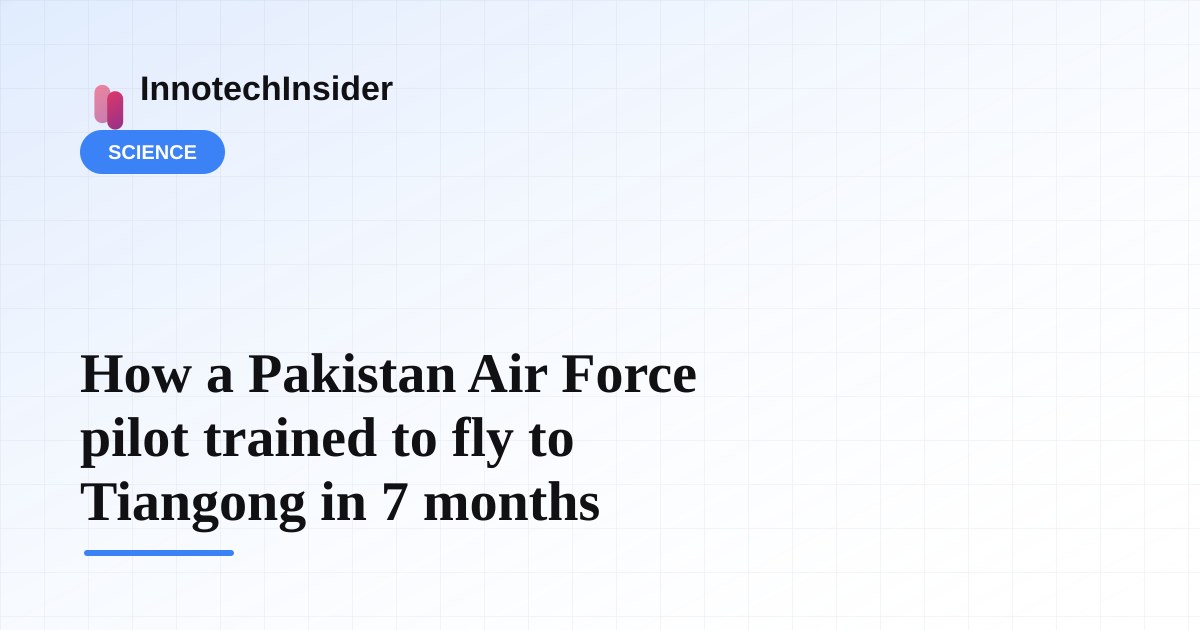 InnotechInsider
SCIENCE
How a Pakistan Air Force
pilot trained to fly to
Tiangong in 7 months